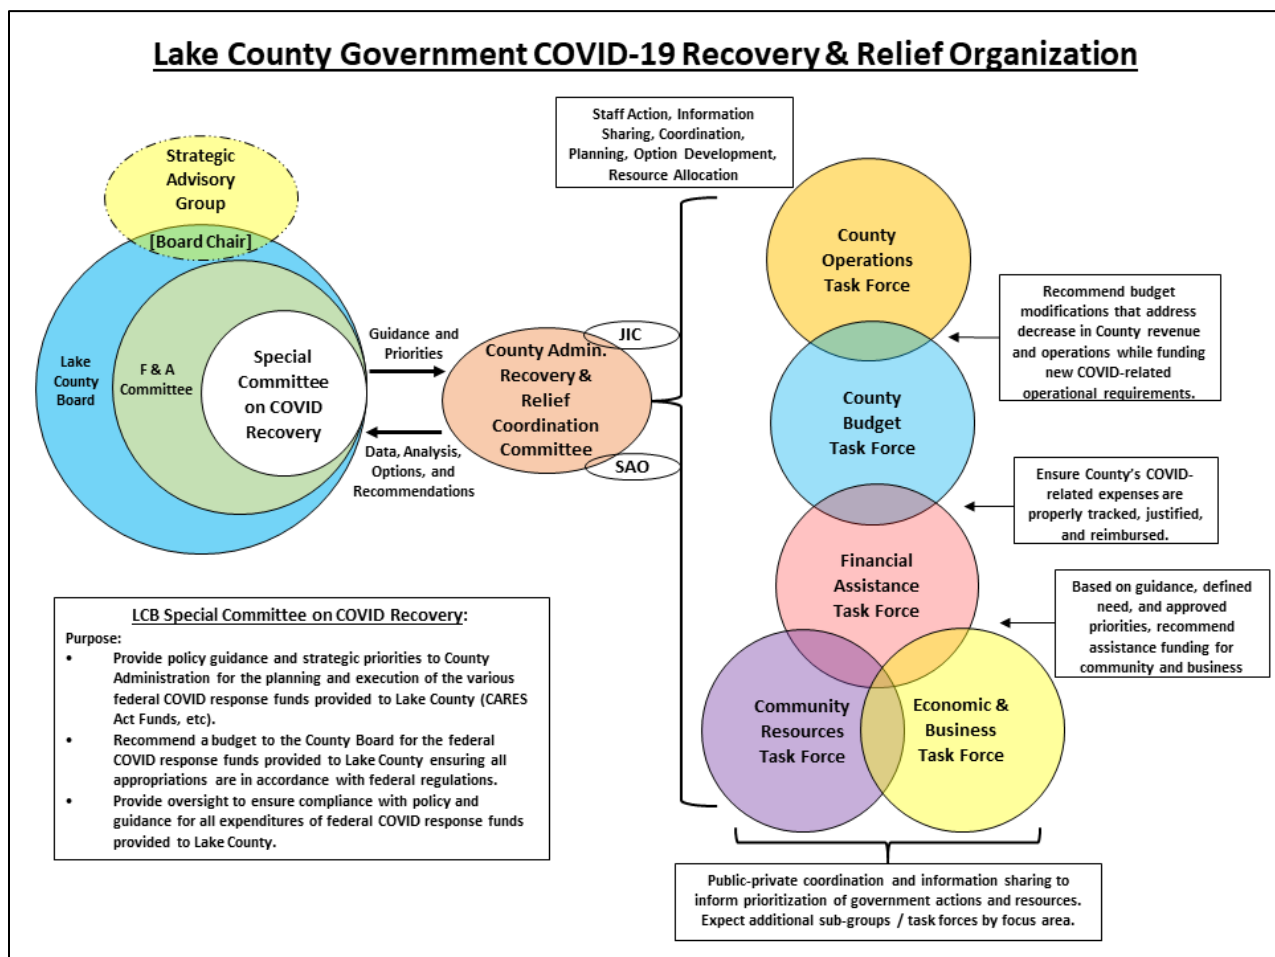 Lake County Government COVID-19 Recovery & Relief Organization
Staff Action, Information
Sharing, Coordination,
Planning, Option Development,
Resource Allocation
Strategic
Advisory
Group
[Board Chair]
Lake
County
Board
F & A
Committee
Special
Committee
on COVID
Recovery
Guidance and
Priorities
Data, Analysis,
Options, and
Recommendations
JIC
County Admin.
Recovery &
Relief
Coordination
Committee
SAO
County
Operations
Task Force
County
Budget
Task Force
Financial
Assistance
Task Force
Community
Resources
Task Force
Economic &
Business
Task Force
Recommend budget
modifications that address
decrease in County revenue
and operations while funding
new COVID-related
operational requirements.
Ensure County's COVID-
related expenses are
properly tracked, justified,
and reimbursed.
Based on guidance, defined
need, and approved
priorities, recommend
assistance funding for
community and business
LCB Special Committee on COVID Recovery:
Purpose:
• Provide policy guidance and strategic priorities to County
Administration for the planning and execution of the various
federal COVID response funds provided to Lake County (CARES
Act Funds, etc).
• Recommend a budget to the County Board for the federal
COVID response funds provided to Lake County ensuring all
appropriations are in accordance with federal regulations.
• Provide oversight to ensure compliance with policy and
guidance for all expenditures of federal COVID response funds
provided to Lake County.
Public-private coordination and information sharing to
inform prioritization of government actions and resources.
Expect additional sub-groups / task forces by focus area.